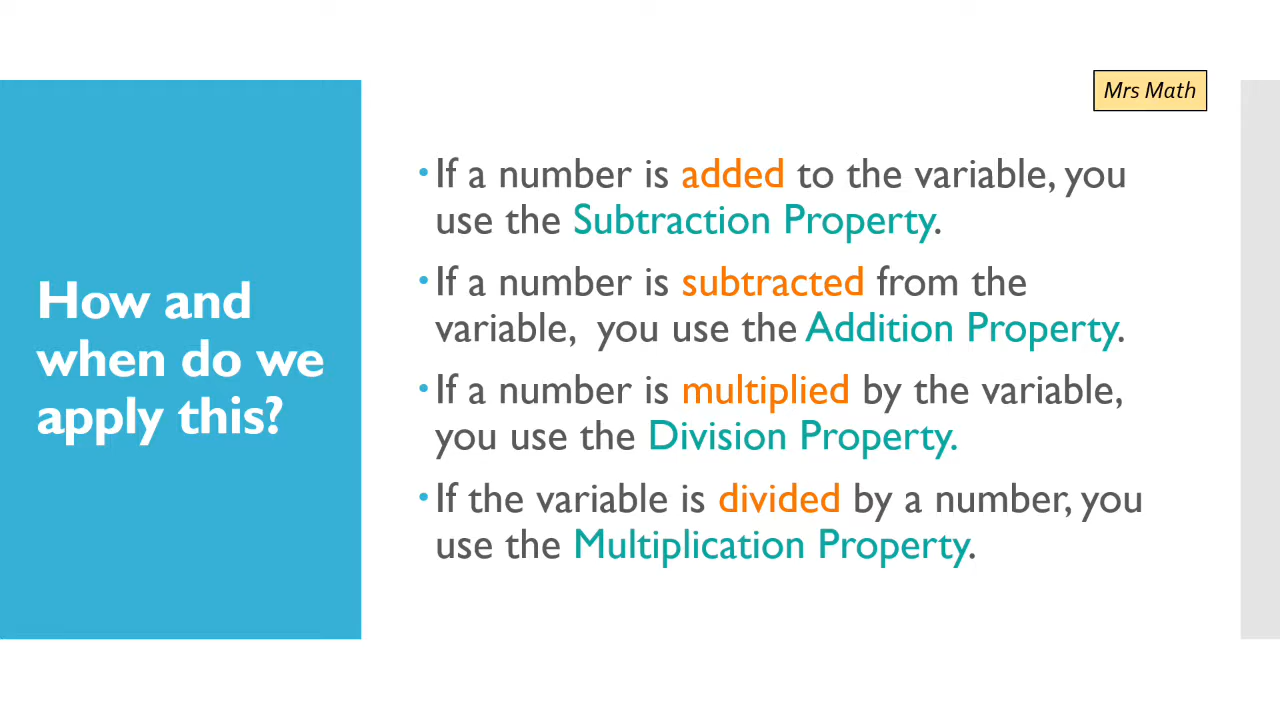 Mrs Math
How and
when do we
apply this?
•If a number is added to the variable, you
use the Subtraction Property.
•If a number is subtracted from the
variable, you use the Addition Property.
•If a number is multiplied by the variable,
you use the Division Property.
•If the variable is divided by a number, you
use the Multiplication Property.